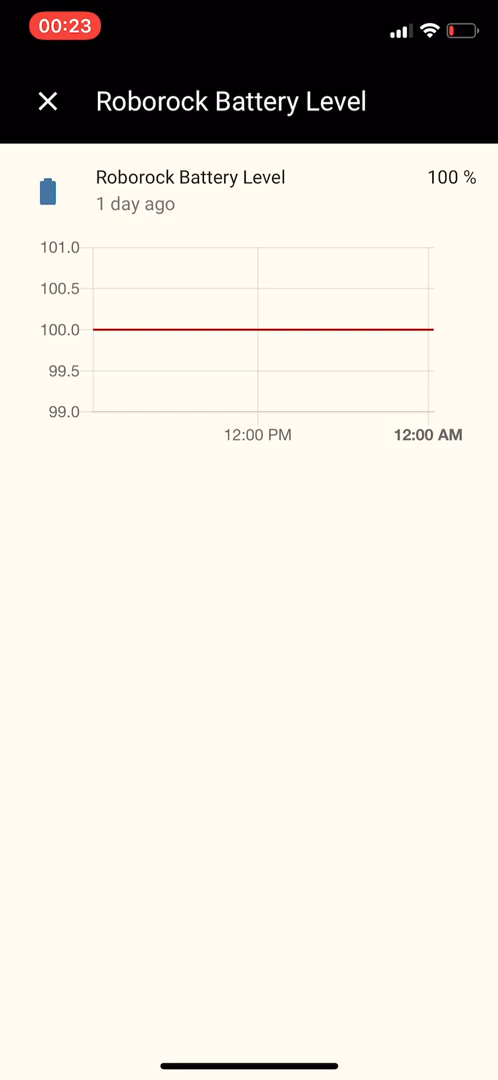 00:23
Roborock Battery Level
Roborock Battery Level 100 %
1 day ago
101.0
100.5
100.0
99.5
99.0
12:00 PM 12:00 AM